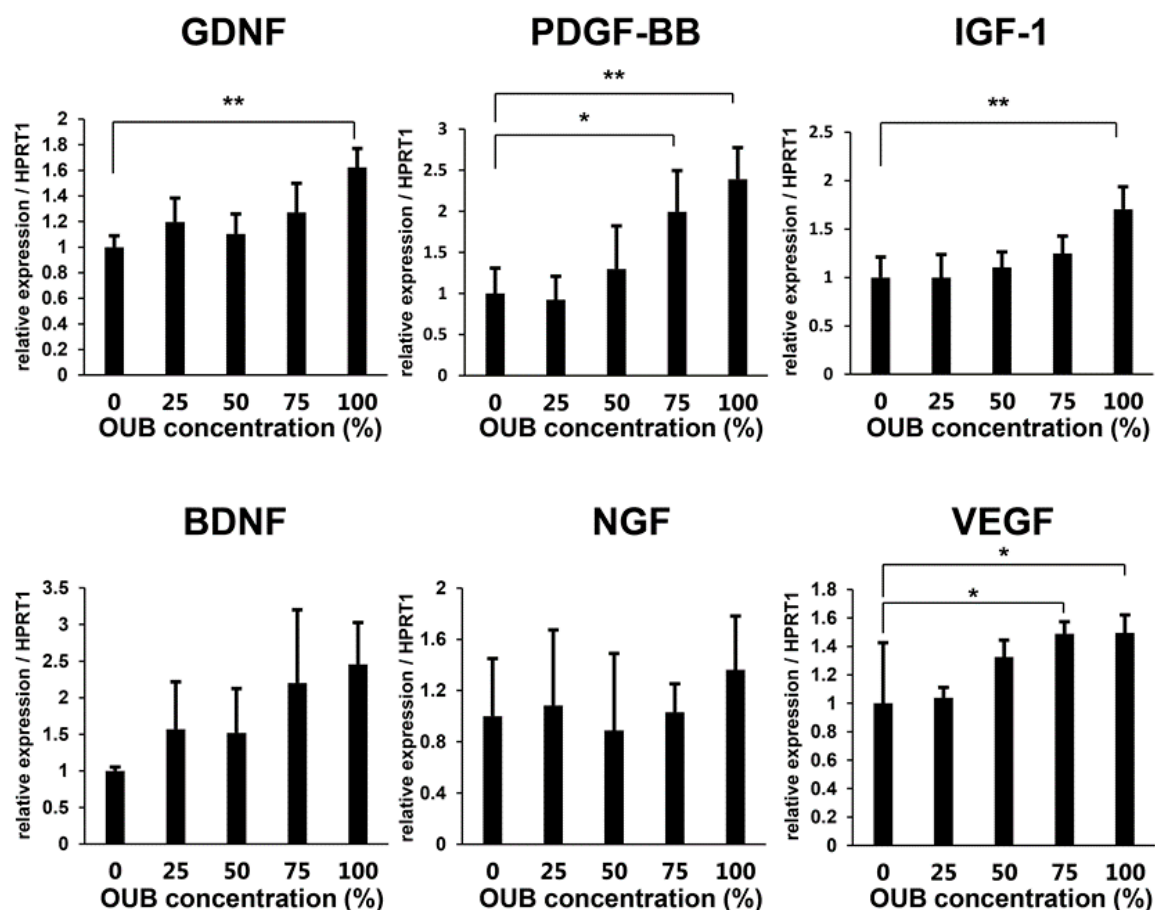 GDNF
**
relative expression / HPRT1
2
1.8
1.6
1.4
1.2
1
0.8
0.6
0.4
0.2
0
0 25 50 75 100
OUB concentration (%)
PDGF-BB
**
*
relative expression / HPRT1
3
2.5
2
1.5
1
0.5
0
0 25 50 75 100
OUB concentration (%)
IGF-1
**
relative expression / HPRT1
2.5
2
1.5
1
0.5
0
0 25 50 75 100
OUB concentration (%)
BDNF
relative expression / HPRT1
3.5
3
2.5
2
1.5
1
0.5
0
0 25 50 75 100
OUB concentration (%)
NGF
relative expression / HPRT1
2
1.6
1.2
0.8
0.4
0
0 25 50 75 100
OUB concentration (%)
VEGF
*
*
relative expression / HPRT1
1.8
1.6
1.4
1.2
1
0.8
0.6
0.4
0.2
0
0 25 50 75 100
OUB concentration (%)